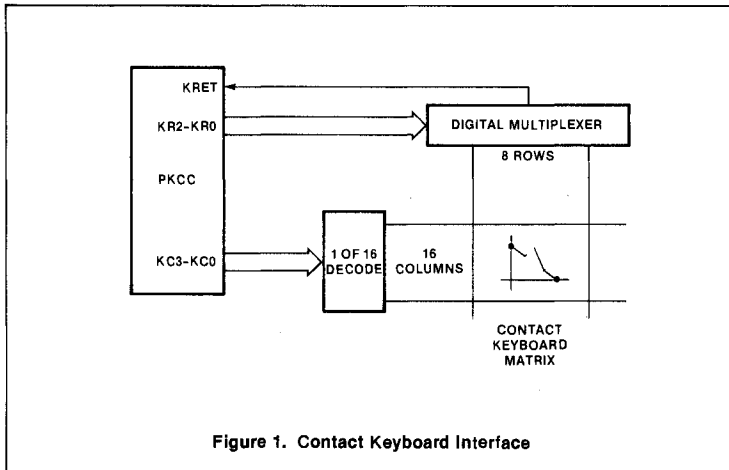 KRET
KR2-KR0
DIGITAL MULTIPLEXER
8 ROWS
PKCC
KC3-KC0
1 OF 16
DECODE
16
COLUMNS
CONTACT
KEYBOARD
MATRIX
Figure 1. Contact Keyboard Interface